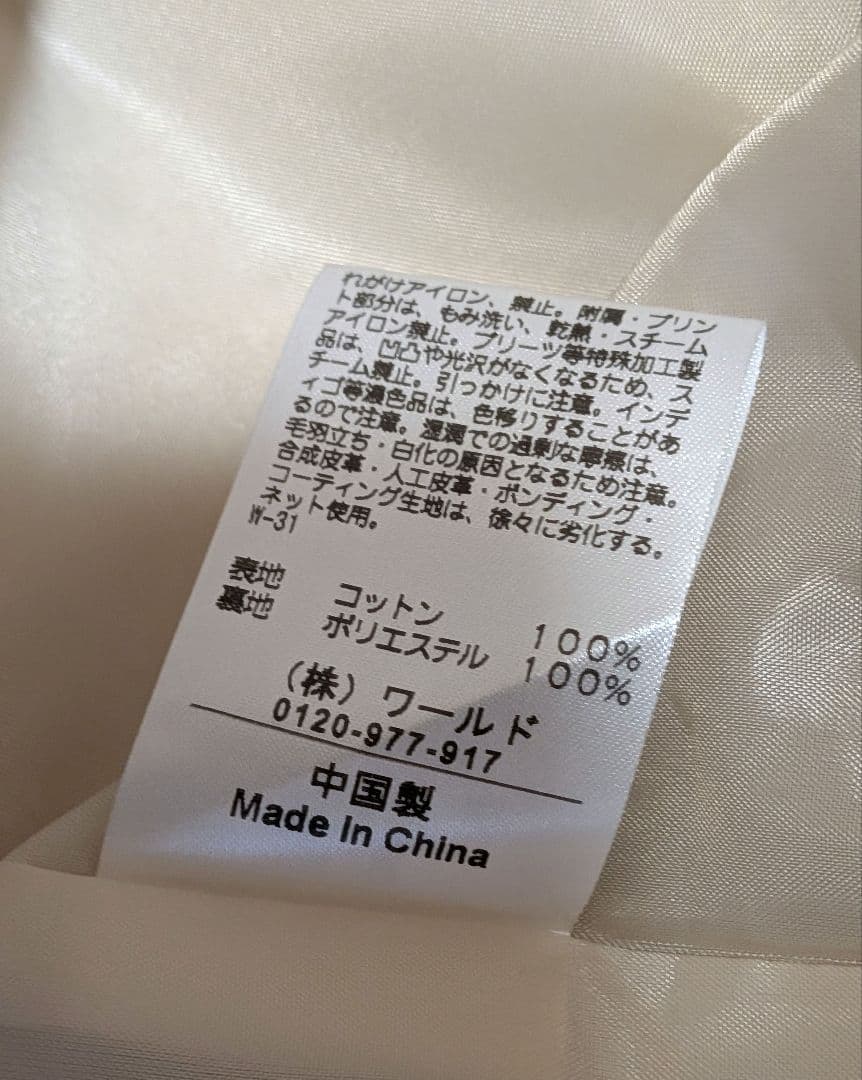 れがけアイロン、禁止。附属・プリン
ト部分は、もみ洗い、乾熱・スチーム
アイロン禁止。プリーツ等特殊加工製
品は、凹凸や光沢がなくなるため、ス
チーム禁止。引っかけに注意。インデ
ィゴ等濃色品は、色移りすることがあ
るので注意。湿潤での過剰な摩擦は、
毛羽立ち・白化の原因となるため注意。
合成皮革・人工皮革・ボンディング・
コーティング生地は、徐々に劣化する。
ネット使用。
W-31
表地 コットン 100%
裏地 ポリエステル 100%
(株)ワールド
0120-977-917
中国製
Made In China